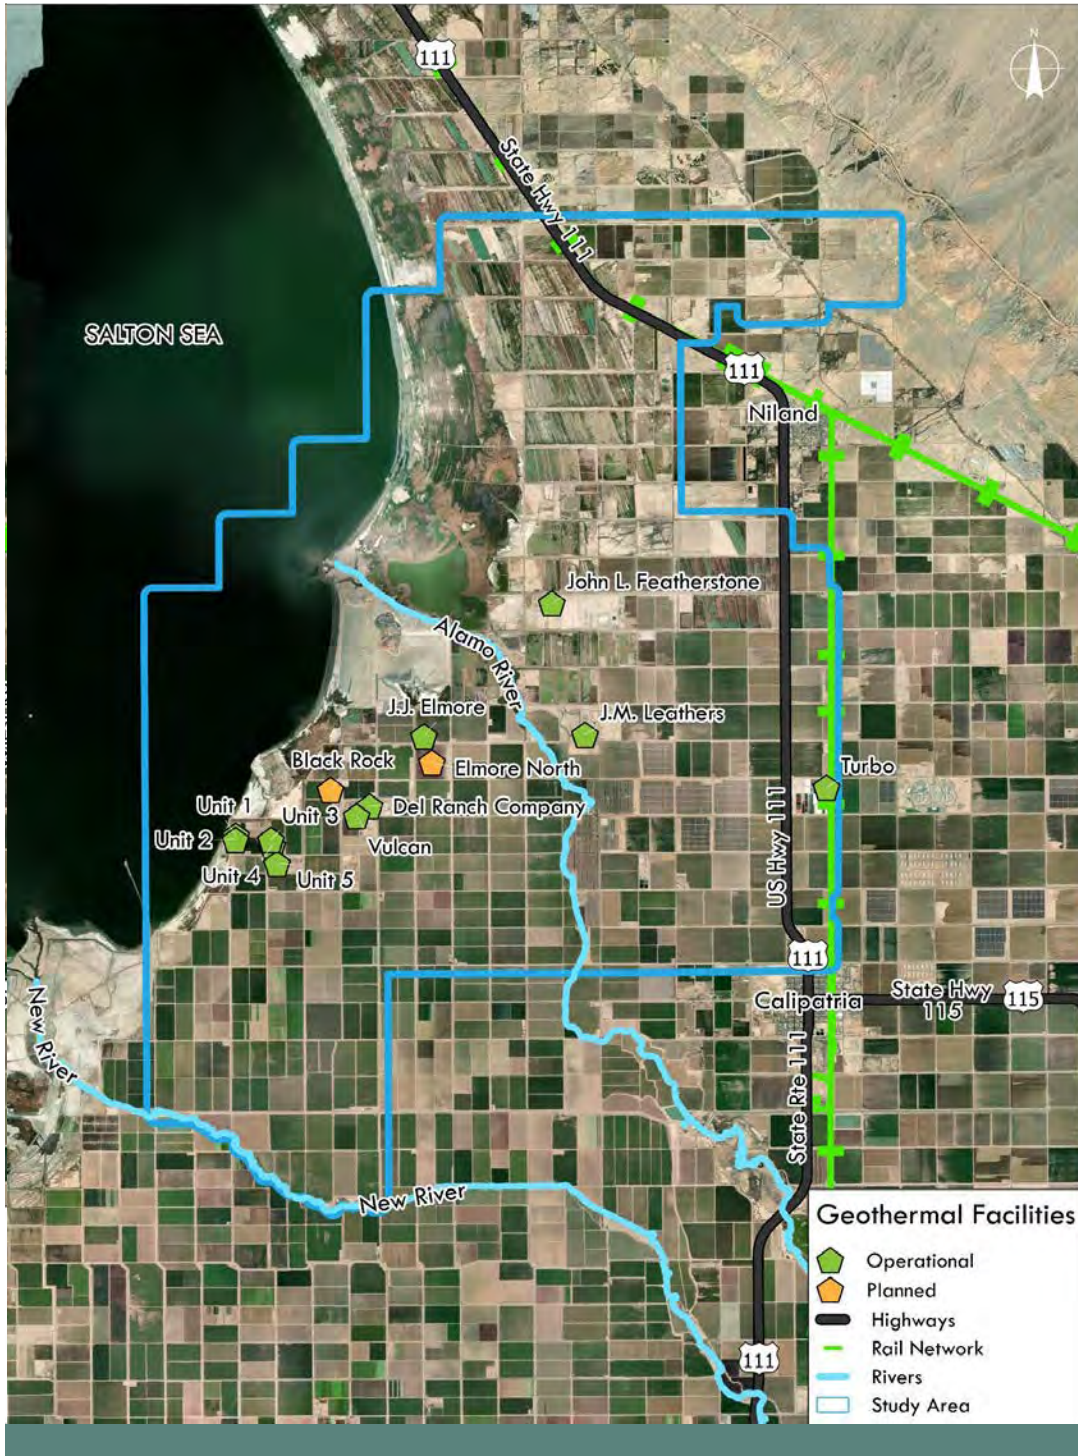 111
N
State Hwy 111
SALTON SEA
111
Niland
John L. Featherstone
Alamo River
J.J. Elmore
J.M. Leathers
Black Rock
Elmore North
Turbo
Unit 1
Del Ranch Company
Unit 3
Unit 2
Vulcan
Unit 4
Unit 5
US Hwy 111
111
New River
Calipatria
State Hwy
115
115
State Rte 111
New River
111
Geothermal Facilities
Operational
Planned
Highways
Rail Network
Rivers
Study Area